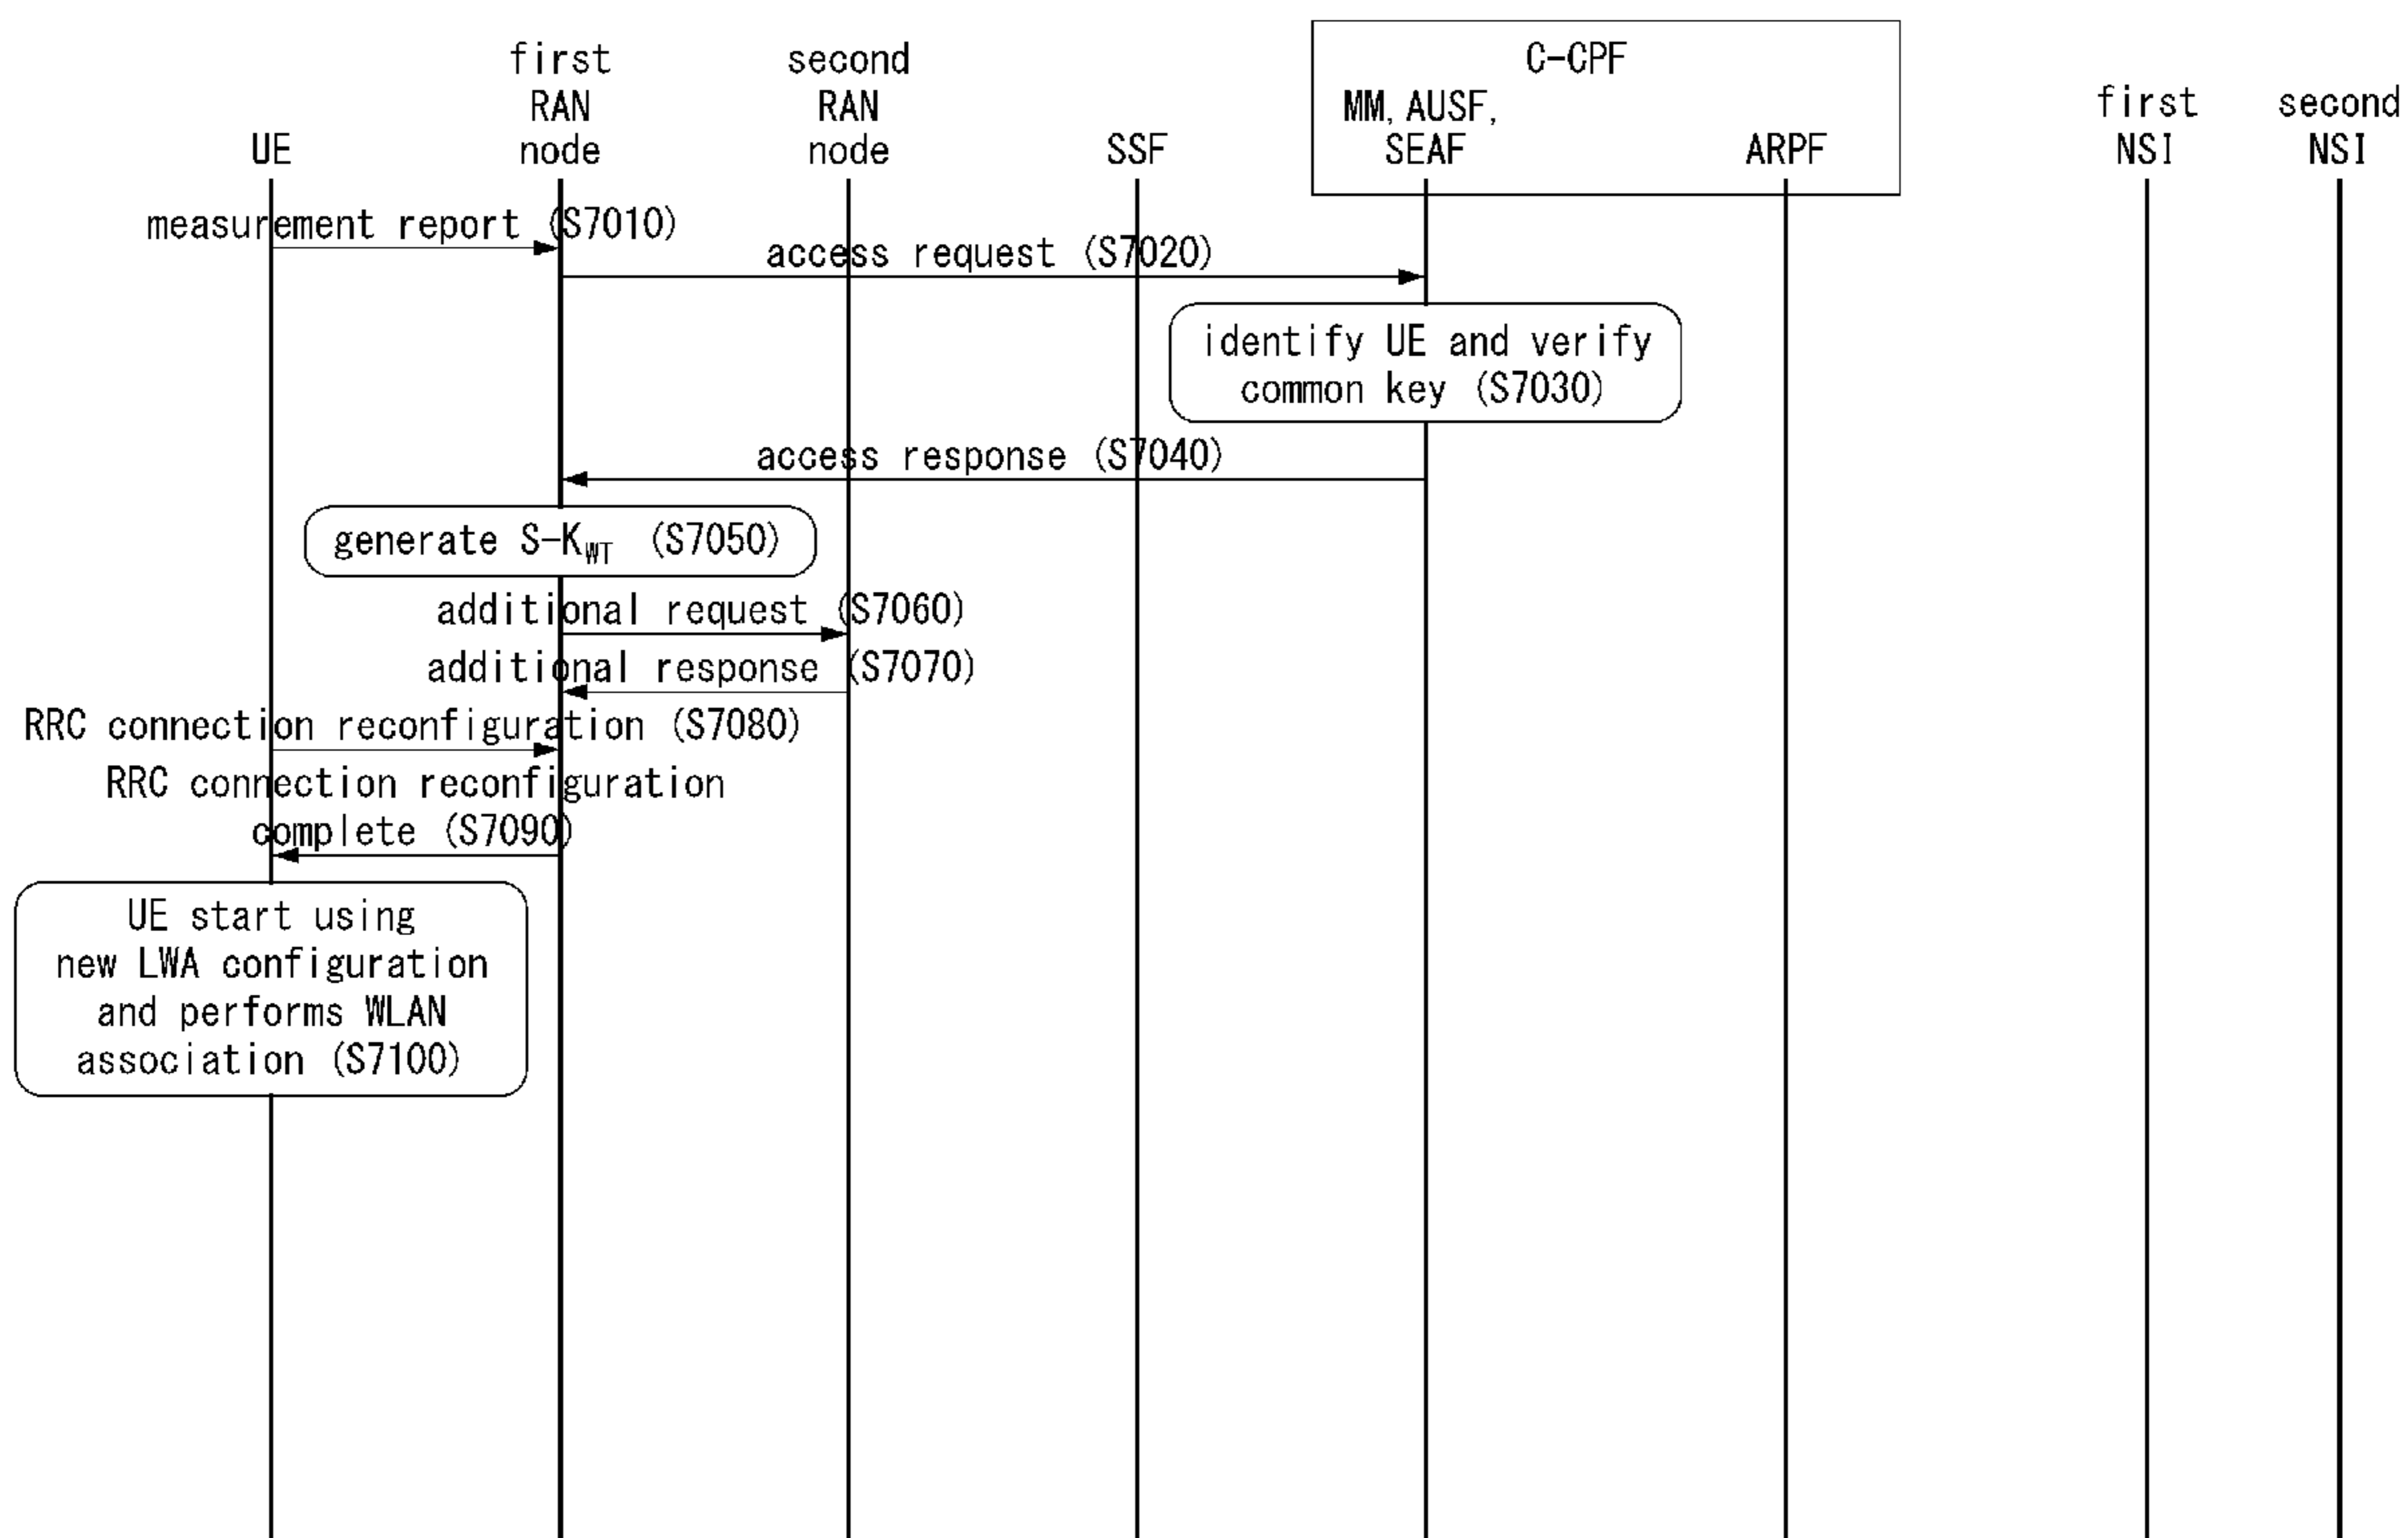 C-CPF
UE
first
RAN
node
second
RAN
node
SSF
MM, AUSF,
SEAF
ARPF
first
NSI
second
NSI
measurement report (S7010)
access request (S7020)
identify UE and verify
common key (S7030)
access response (S7040)
generate S-KWT (S7050)
additional request (S7060)
additional response (S7070)
RRC connection reconfiguration (S7080)
RRC connection reconfiguration
complete (S7090)
UE start using
new LWA configuration
and performs WLAN
association (S7100)